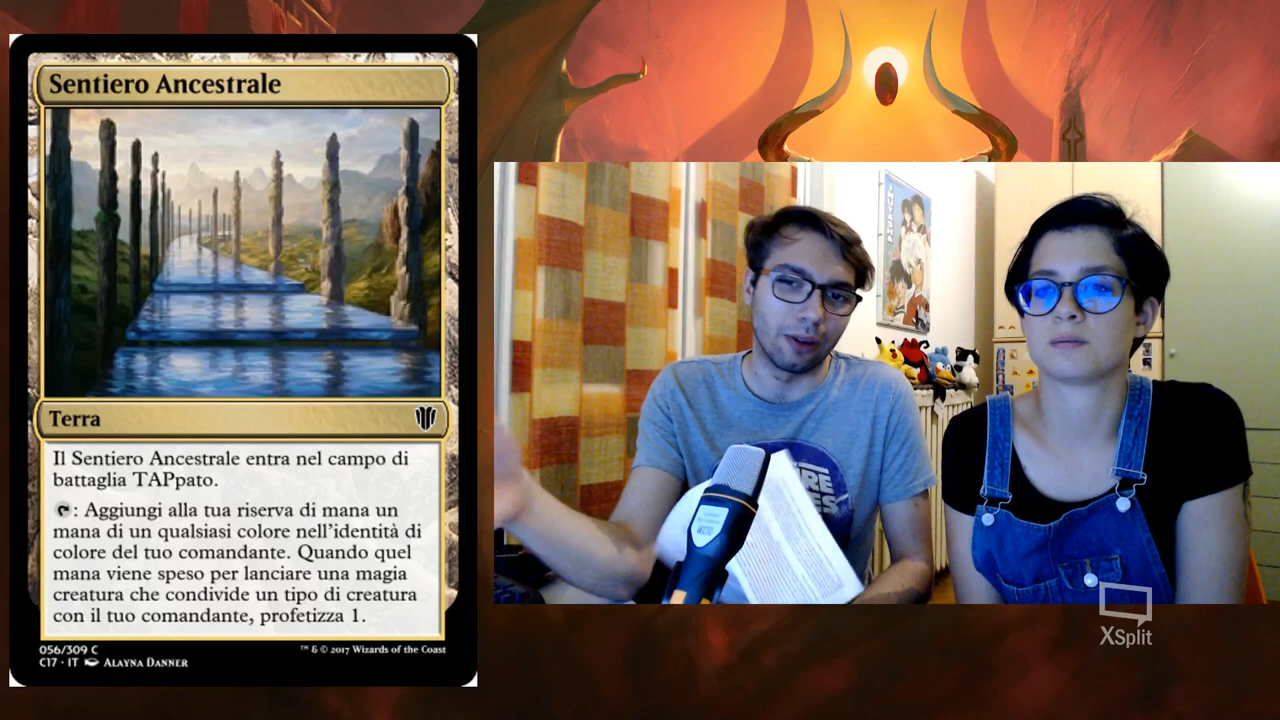 Sentiero Ancestrale
Terra
Il Sentiero Ancestrale entra nel campo di
battaglia TAPpato.
: Aggiungi alla tua riserva di mana un
mana di un qualsiasi colore nell'identità di
colore del tuo comandante. Quando quel
mana viene speso per lanciare una magia
creatura che condivide un tipo di creatura
con il tuo comandante, profetizza 1.
056/309 C
™ & © 2017 Wizards of the Coast
C17 · IT ALAYNA DANNER
XSplit